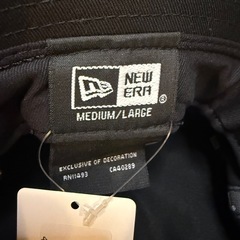 NEW
ERA®
MEDIUM/LARGE
EXCLUSIVE OF DECORATION
RN11493 CA40289